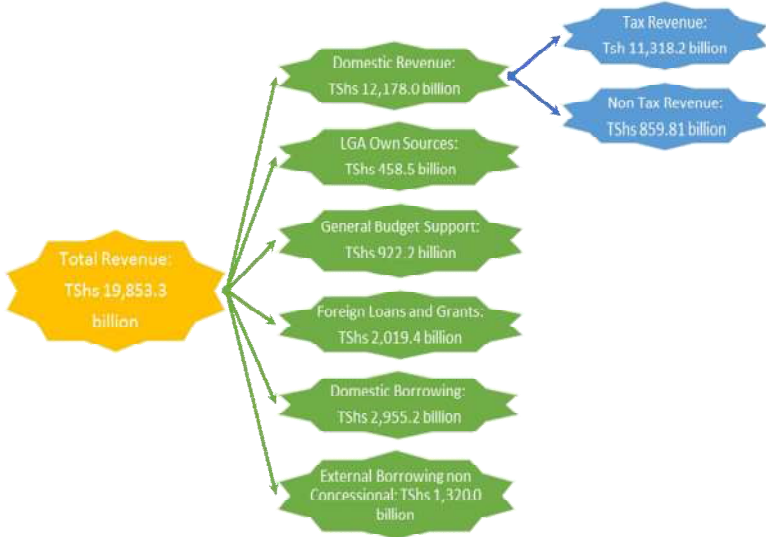 Total Revenue:
TShs 19,853.3
billion
Domestic Revenue:
TShs 12,178.0 billion
LGA Own Sources:
TShs 458.5 billion
General Budget Support:
TShs 922.2 billion
Foreign Loans and Grants:
TShs 2,019.4 billion
Domestic Borrowing:
TShs 2,955.2 billion
External Borrowing non
Concessional: TShs 1,320.0
billion
Tax Revenue:
Tsh 11,318.2 billion
Non Tax Revenue:
TShs 859.81 billion